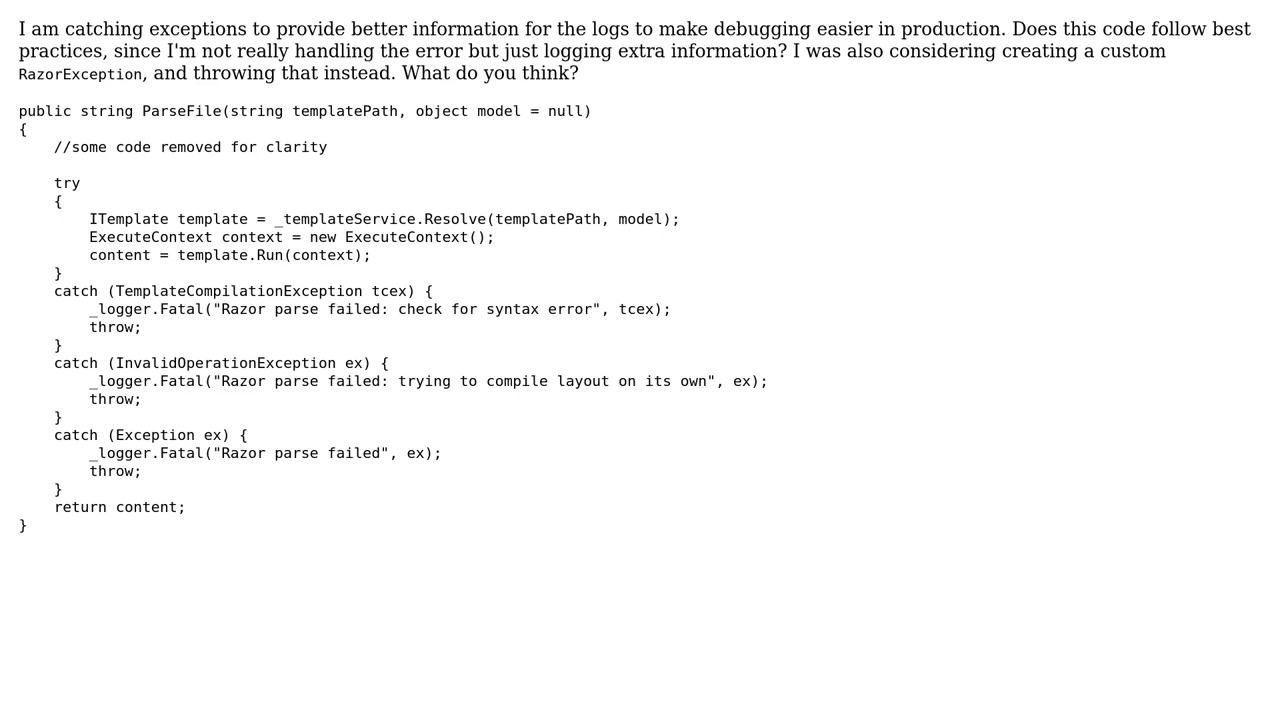 I am catching exceptions to provide better information for the logs to make debugging easier in production. Does this code follow best
practices, since I'm not really handling the error but just logging extra information? I was also considering creating a custom
RazorException, and throwing that instead. What do you think?
public string ParseFile(string templatePath, object model = null)
{
    //some code removed for clarity
    try
    {
        ITemplate template = _templateService.Resolve(templatePath, model);
        ExecuteContext context = new ExecuteContext();
        content = template.Run(context);
    }
    catch (TemplateCompilationException tcex) {
        _logger.Fatal("Razor parse failed: check for syntax error", tcex);
        throw;
    }
    catch (InvalidOperationException ex) {
        _logger.Fatal("Razor parse failed: trying to compile layout on its own", ex);
        throw;
    }
    catch (Exception ex) {
        _logger.Fatal("Razor parse failed", ex);
        throw;
    }
    return content;
}